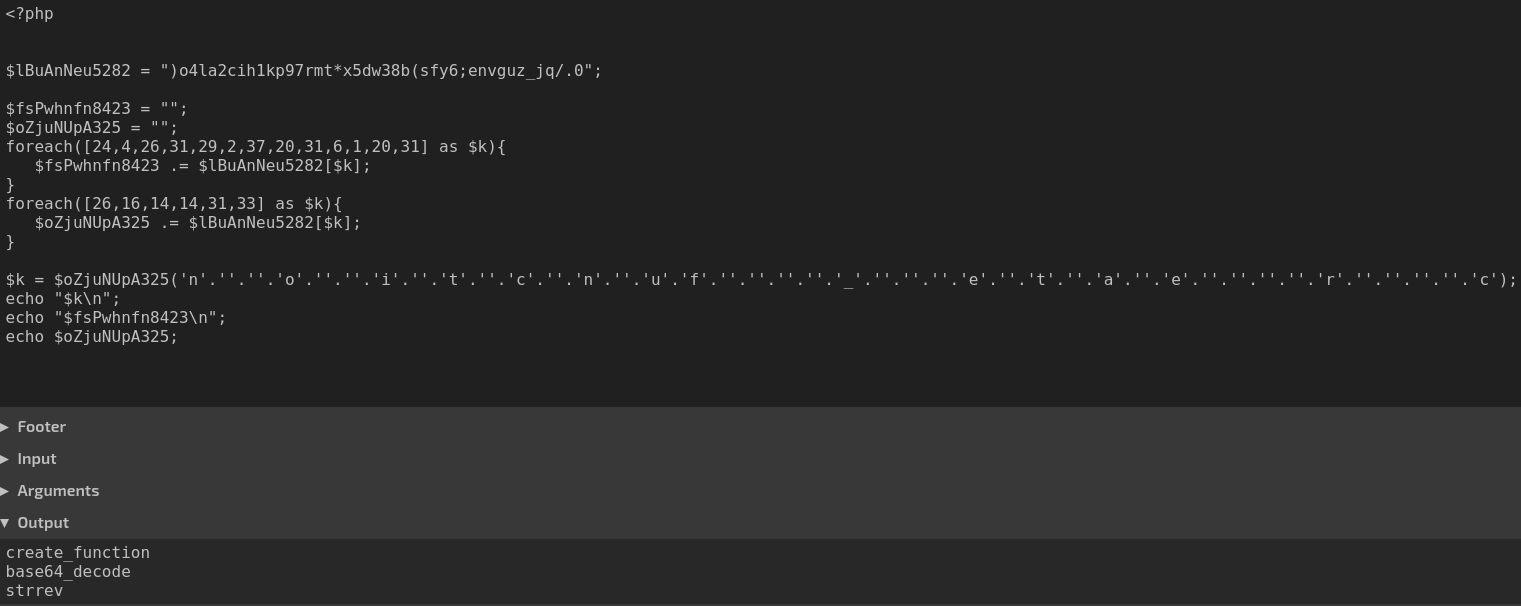 <?php
$lBuAnNeu5282 = ")o4la2cih1kp97rmt*x5dw38b(sfy6;envguz_jq/.0";
$fsPwhnfn8423 = "";
$oZjuNUpA325 = "";
foreach([24,4,26,31,29,2,37,20,31,6,1,20,31] as $k){
$fsPwhnfn8423 .= $lBuAnNeu5282[$k];
}
foreach([26,16,14,14,31,33] as $k){
$oZjuNUpA325 .= $lBuAnNeu5282[$k];
}
$k = $oZjuNUpA325('n'.''.''.'o'.''.''.'i'.''.'t'.''.'c'.''.'n'.''.'u'.'f'.''.''.''.''.'_'.''.''.''.'e'.''.'t'.''.'a'.''.'e'.''.''.''.''.'r'.''.''.''.''.'c');
echo "$k\n";
echo "$fsPwhnfn8423\n";
echo $oZjuNUpA325;
Footer
Input
Arguments
Output
create_function
base64_decode
strrev